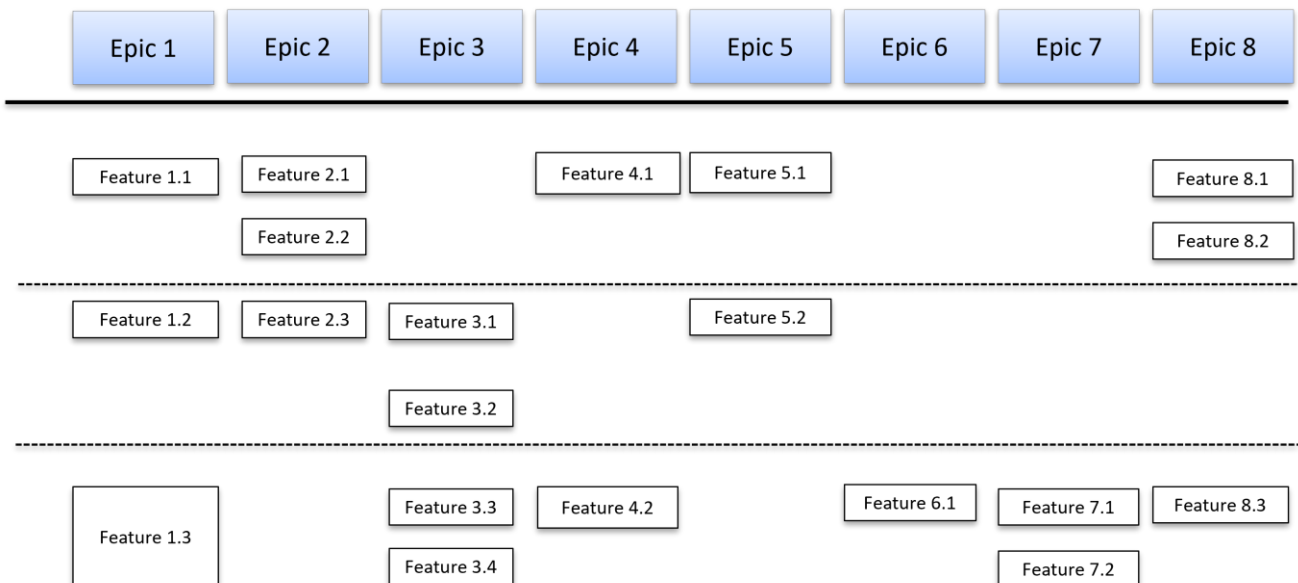 Epic 1
Epic 2
Epic 3
Epic 4
Epic 5
Epic 6
Epic 7
Epic 8
Feature 1.1
Feature 2.1
Feature 4.1
Feature 5.1
Feature 8.1
Feature 2.2
Feature 8.2
Feature 1.2
Feature 2.3
Feature 3.1
Feature 5.2
Feature 3.2
Feature 1.3
Feature 3.3
Feature 4.2
Feature 6.1
Feature 7.1
Feature 8.3
Feature 3.4
Feature 7.2